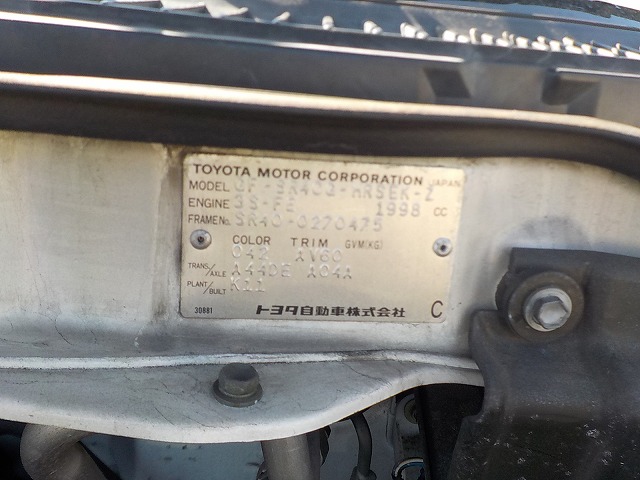 TOYOTA MOTOR CORPORATION JAPAN
MODEL GF-SR40G-HRSEK-Z
ENGINE 3S-FE 1998 CC
FRAME No. SR40-0270475
COLOR TRIM GVM(KG)
042 XV60
TRANS./AXLE A44DE A04A
PLANT/BUILT K11
30881 トヨタ自動車株式会社 C